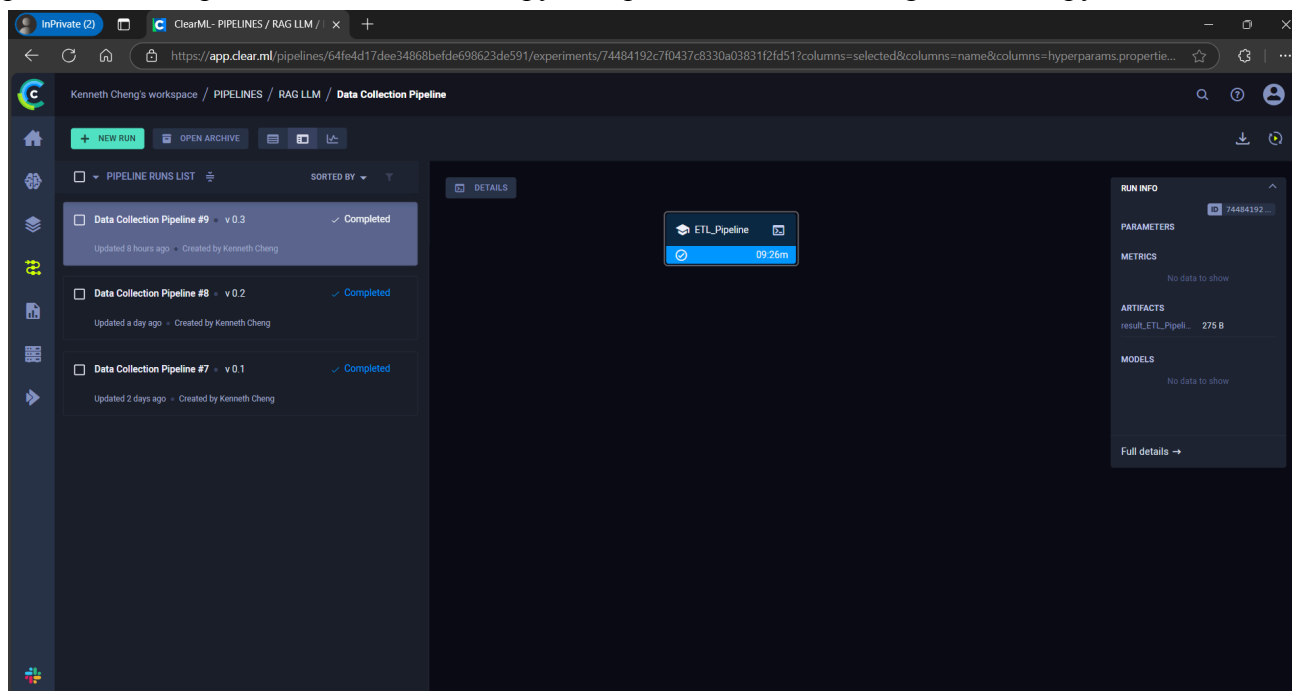 InPrivate (2)
ClearML- PIPELINES / RAG LLM /
https://app.clear.ml/pipelines/64fe4d17dee34868befde698623de591/experiments/74484192c7f0437c8330a03831f2fd51?columns=selected&columns=name&columns=hyperparams.propertie...
Kenneth Cheng's workspace / PIPELINES / RAG LLM / Data Collection Pipeline
+ NEW RUN
OPEN ARCHIVE
PIPELINE RUNS LIST
SORTED BY
Data Collection Pipeline #9 • v 0.3 Completed
Updated 8 hours ago • Created by Kenneth Cheng
Data Collection Pipeline #8 • v 0.2 Completed
Updated a day ago • Created by Kenneth Cheng
Data Collection Pipeline #7 • v 0.1 Completed
Updated 2 days ago • Created by Kenneth Cheng
DETAILS
ETL_Pipeline
09:26m
RUN INFO
ID 74484192...
PARAMETERS
METRICS
No data to show
ARTIFACTS
result_ETL_Pipeli... 275 B
MODELS
No data to show
Full details →